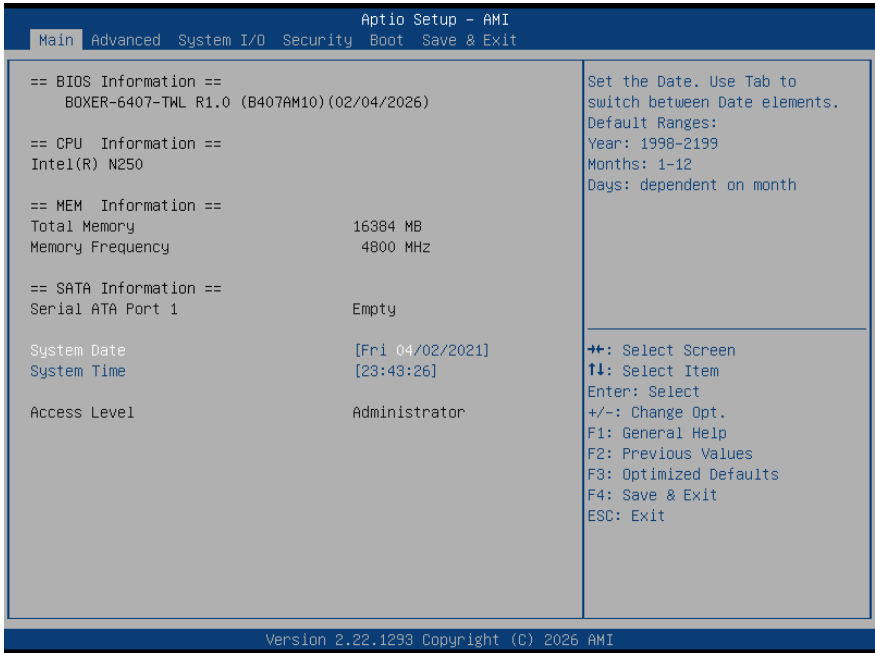 Aptio Setup - AMI
Main Advanced System I/O Security Boot Save & Exit
== BIOS Information ==
BOXER-6407-TWL R1.0 (B407AM10)(02/04/2026)
== CPU Information ==
Intel(R) N250
== MEM Information ==
Total Memory 16384 MB
Memory Frequency 4800 MHz
== SATA Information ==
Serial ATA Port 1 Empty
System Date [Fri 04/02/2021]
System Time [23:43:26]
Access Level Administrator
Set the Date. Use Tab to
switch between Date elements.
Default Ranges:
Year: 1998-2199
Months: 1-12
Days: dependent on month
→←: Select Screen
↑↓: Select Item
Enter: Select
+/-: Change Opt.
F1: General Help
F2: Previous Values
F3: Optimized Defaults
F4: Save & Exit
ESC: Exit
Version 2.22.1293 Copyright (C) 2026 AMI